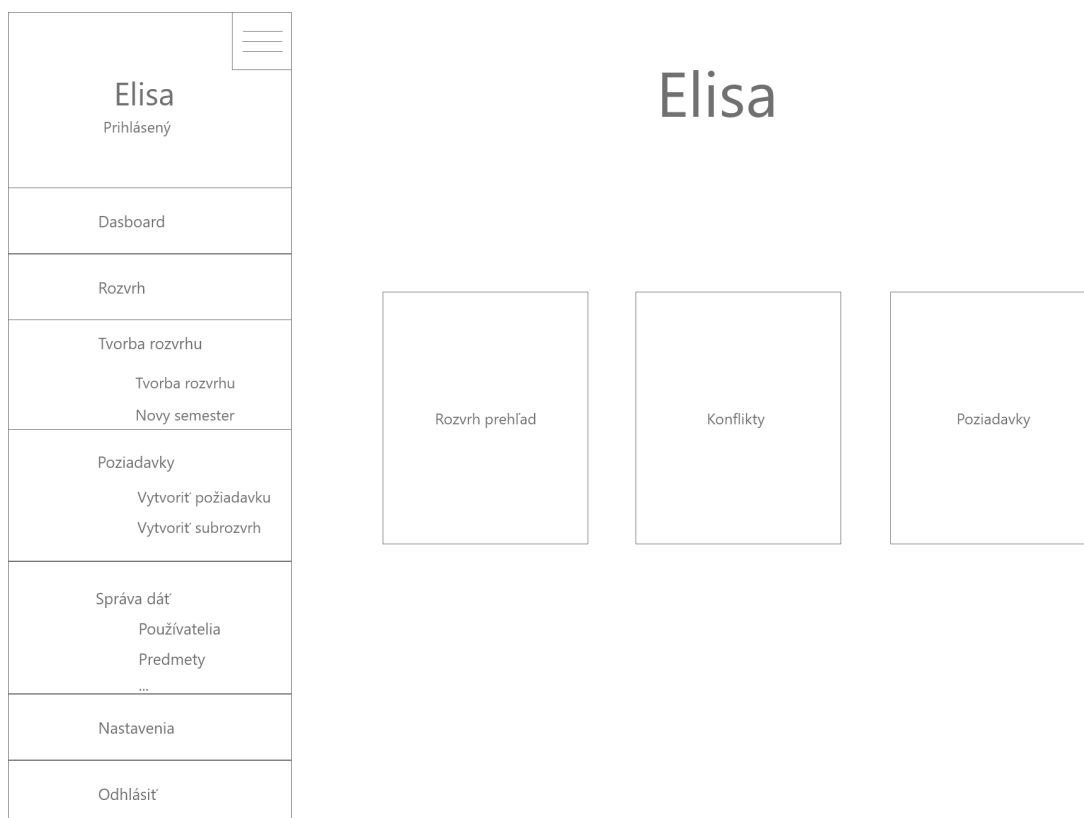 Elisa
Prihlásený
Dasboard
Rozvrh
Tvorba rozvrhu
Tvorba rozvrhu
Novy semester
Poziadavky
Vytvoriť požiadavku
Vytvoriť subrozvrh
Správa dáť
Používatelia
Predmety
...
Nastavenia
Odhlásiť
Elisa
Rozvrh prehľad
Konflikty
Poziadavky